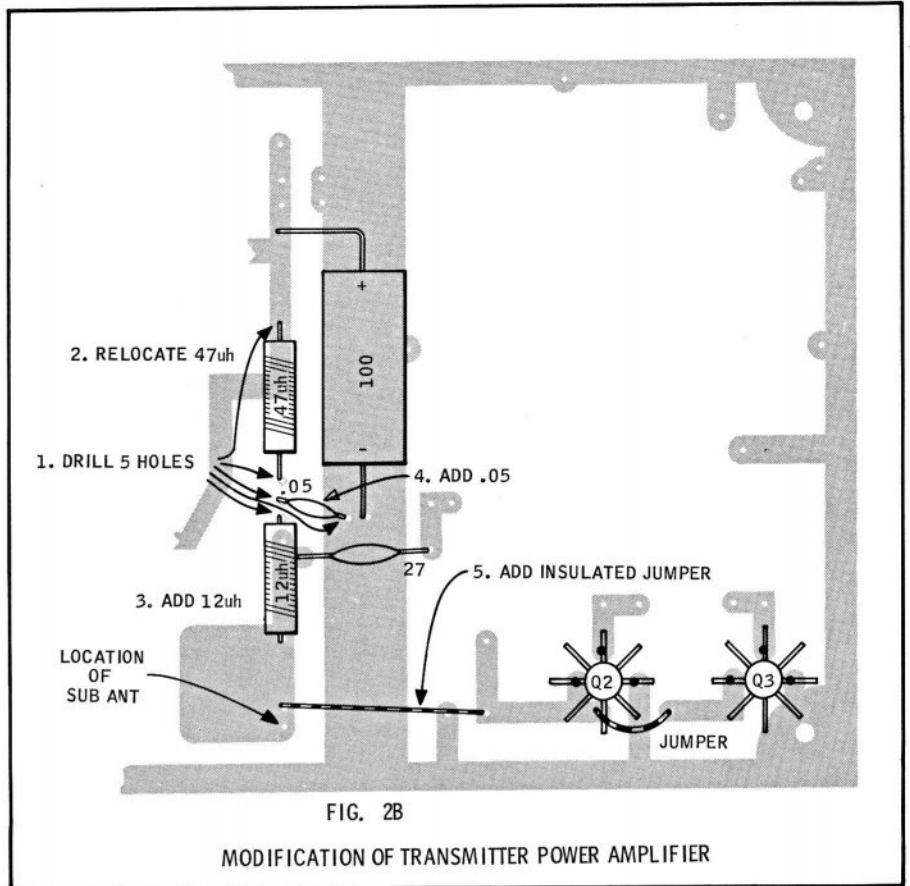 +
2. RELOCATE 47uh
47uh
100
1. DRILL 5 HOLES
-
.05
4. ADD .05
12uh
27
3. ADD 12uh
5. ADD INSULATED JUMPER
LOCATION
OF
SUB ANT
Q2
Q3
JUMPER
FIG. 2B
MODIFICATION OF TRANSMITTER POWER AMPLIFIER